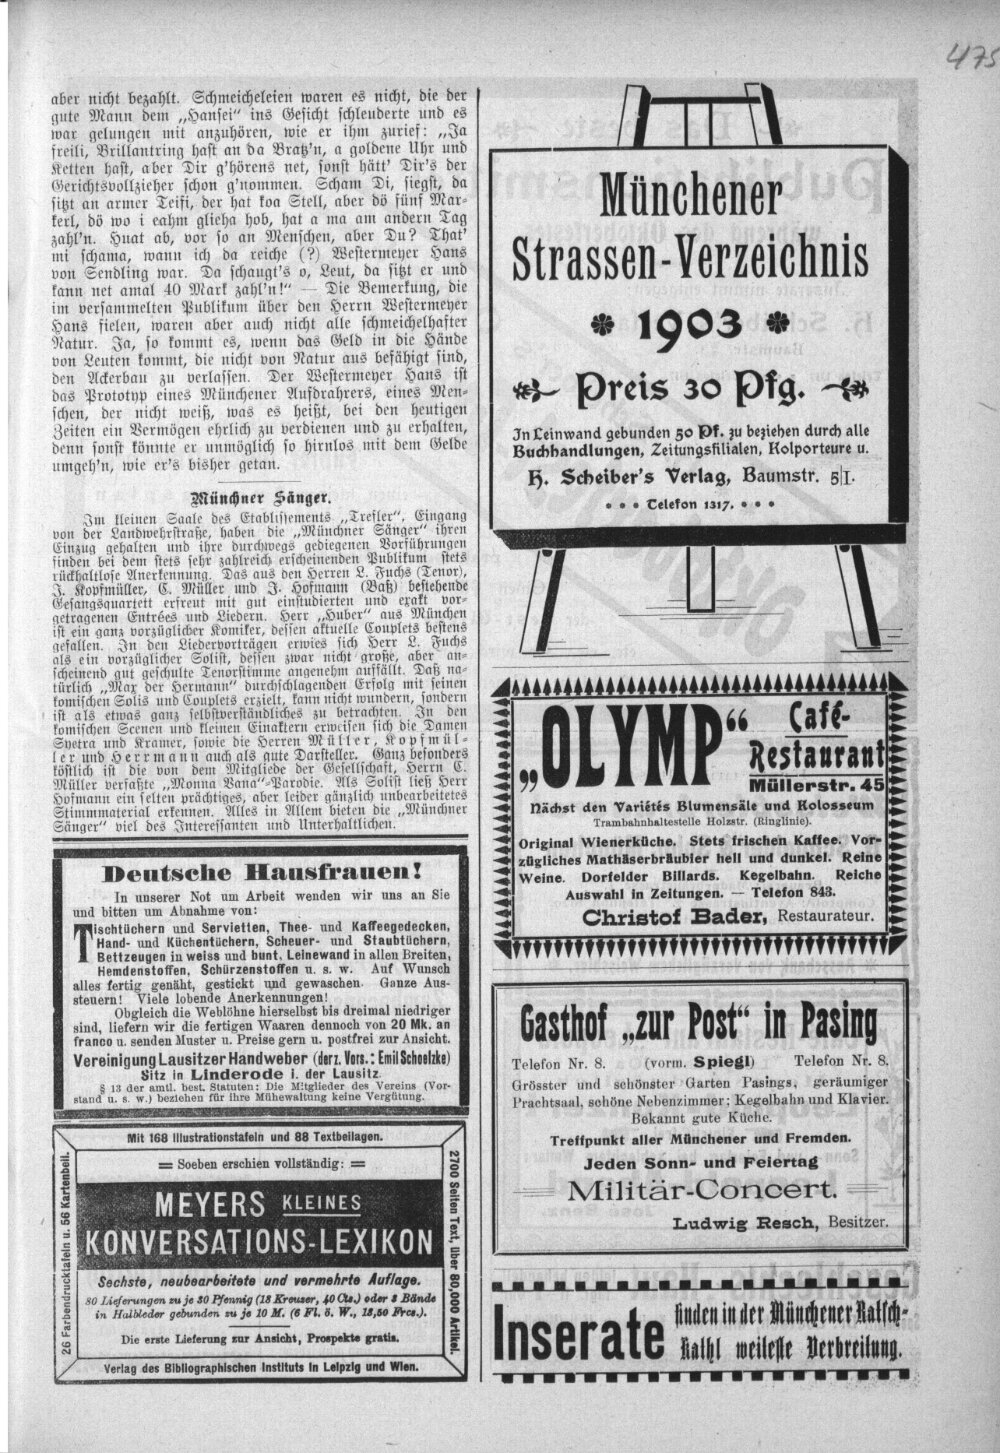 475
aber nicht bezahlt. Schmeicheleien waren es nicht, die der
gute Mann dem „Hansei" ins Gesicht schleuderte und es
war gelungen mit anzuhören, wie er ihm zurief: „Ja
freili, Brillantring hast an da Bratz'n, a goldene Uhr und
Ketten hast, aber Dir g'hörens net, sonst hätt' Dir's der
Gerichtsvollzieher schon g'nommen. Scham Di, siegst, da
sitzt an armer Teifi, der hat koa Stell, aber dö fünf Mar-
kerl, dö wo i eahm glieha hob, hat a ma am andern Tag
zahl'n. Huat ab, vor so an Menschen, aber Du? That'
mi schama, wann ich da reiche (?) Westermeyer Hans
von Sendling war. Da schaugt's o, Leut, da sitzt er und
kann net amal 40 Mark zahl'n!" — Die Bemerkung, die
im versammelten Publikum über den Herrn Westermeyer
Hans fielen, waren aber auch nicht alle schmeichelhafter
Natur. Ja, so kommt es, wenn das Geld in die Hände
von Leuten kommt, die nicht von Natur aus befähigt sind,
den Ackerbau zu verlassen. Der Westermeyer Hans ist
das Prototyp eines Münchener Aufdrahrers, eines Men-
schen, der nicht weiß, was es heißt, bei den heutigen
Zeiten ein Vermögen ehrlich zu verdienen und zu erhalten,
denn sonst könnte er unmöglich so hirnlos mit dem Gelde
umgeh'n, wie er's bisher getan.
Münchner Sänger.
Im kleinen Saale des Etablissements „Trefler", Eingang
von der Landwehrstraße, haben die „Münchner Sänger" ihren
Einzug gehalten und ihre durchwegs gediegenen Vorführungen
finden bei dem stets sehr zahlreich erscheinenden Publikum stets
rückhaltlose Anerkennung. Das aus den Herren L. Fuchs (Tenor),
J. Kopfmüller, C. Müller und J. Hofmann (Baß) bestehende
Gesangsquartett erfreut mit gut einstudierten und exakt vor-
getragenen Entrées und Liedern. Herr „Huber" aus München
ist ein ganz vorzüglicher Komiker, dessen aktuelle Couplets bestens
gefallen. In den Liedervorträgen erwies sich Herr L. Fuchs
als ein vorzüglicher Solist, dessen zwar nicht große, aber an-
scheinend gut geschulte Tenorstimme angenehm auffällt. Daß na-
türlich „Max der Hermann" durchschlagenden Erfolg mit seinen
komischen Solis und Couplets erzielt, kann nicht wundern, sondern
ist als etwas ganz selbstverständliches zu betrachten. In den
komischen Scenen und kleinen Einaktern erweisen sich die Damen
Syetra und Kramer, sowie die Herren Müller, Kopfmül-
ler und Herrmann auch als gute Darsteller. Ganz besonders
köstlich ist die von dem Mitgliede der Gesellschaft, Herrn C.
Müller verfaßte „Monna Vana"-Parodie. Als Solist ließ Herr
Hofmann ein selten prächtiges, aber leider gänzlich unbearbeitetes
Stimmmaterial erkennen. Alles in Allem bieten die „Münchner
Sänger" viel des Interessanten und Unterhaltlichen.
Deutsche Hausfrauen!
In unserer Not um Arbeit wenden wir uns an Sie
und bitten um Abnahme von:
Tischtüchern und Servietten, Thee- und Kaffeegedecken,
Hand- und Küchentüchern, Scheuer- und Staubtüchern,
Bettzeugen in weiss und bunt, Leinewand in allen Breiten,
Hemdenstoffen, Schürzenstoffen u. s. w. Auf Wunsch
alles fertig genäht, gestickt und gewaschen. Ganze Aus-
steuern! Viele lobende Anerkennungen!
Obgleich die Weblöhne hierselbst bis dreimal niedriger
sind, liefern wir die fertigen Waaren dennoch von 20 Mk. an
franco u. senden Muster u. Preise gern u. postfrei zur Ansicht.
Vereinigung Lausitzer Handweber (derz. Vors.: Emil Schoelzke)
Sitz in Linderode i. der Lausitz.
§ 13 der amtl. best. Statuten: Die Mitglieder des Vereins (Vor-
stand u. s. w.) beziehen für ihre Mühewaltung keine Vergütung.
Mit 168 Illustrationstafeln und 88 Textbeilagen.
26 Farbendrucktafeln u. 56 Kartenbeil.
Soeben erschien vollständig:
MEYERS KLEINES
KONVERSATIONS-LEXIKON
Sechste, neubearbeitete und vermehrte Auflage.
80 Lieferungen zu je 30 Pfennig (18 Kreuzer, 40 Cts.) oder 3 Bände
in Halbleder gebunden zu je 10 M. (6 Fl. 5. W., 13,50 Frcs.).
Die erste Lieferung zur Ansicht, Prospekte gratis.
2700 Seiten Text, über 80,000 Artikel.
Verlag des Bibliographischen Instituts in Leipzig und Wien.
Münchener
Strassen-Verzeichnis
1903
Preis 30 Pfg.
In Leinwand gebunden 50 Pf. zu beziehen durch alle
Buchhandlungen, Zeitungsfilialen, Kolporteure u.
H. Scheiber's Verlag, Baumstr. 5/I.
Telefon 1317.
„OLYMP" Café-
Restaurant
Müllerstr. 45
Nächst den Variétés Blumensäle und Kolosseum
Trambahnhaltestelle Holzstr. (Ringlinie).
Original Wienerküche. Stets frischen Kaffee. Vor-
zügliches Mathäserbräubier hell und dunkel. Reine
Weine. Dorfelder Billards. Kegelbahn. Reiche
Auswahl in Zeitungen. — Telefon 843.
Christof Bader, Restaurateur.
Gasthof „zur Post" in Pasing
Telefon Nr. 8. (vorm. Spiegl) Telefon Nr. 8.
Grösster und schönster Garten Pasings, geräumiger
Prachtsaal, schöne Nebenzimmer; Kegelbahn und Klavier.
Bekannt gute Küche.
Treffpunkt aller Münchener und Fremden.
Jeden Sonn- und Feiertag
Militär-Concert.
Ludwig Resch, Besitzer.
Inserate finden in der Münchener Ratsch-
Kathl weiteste Verbreitung.